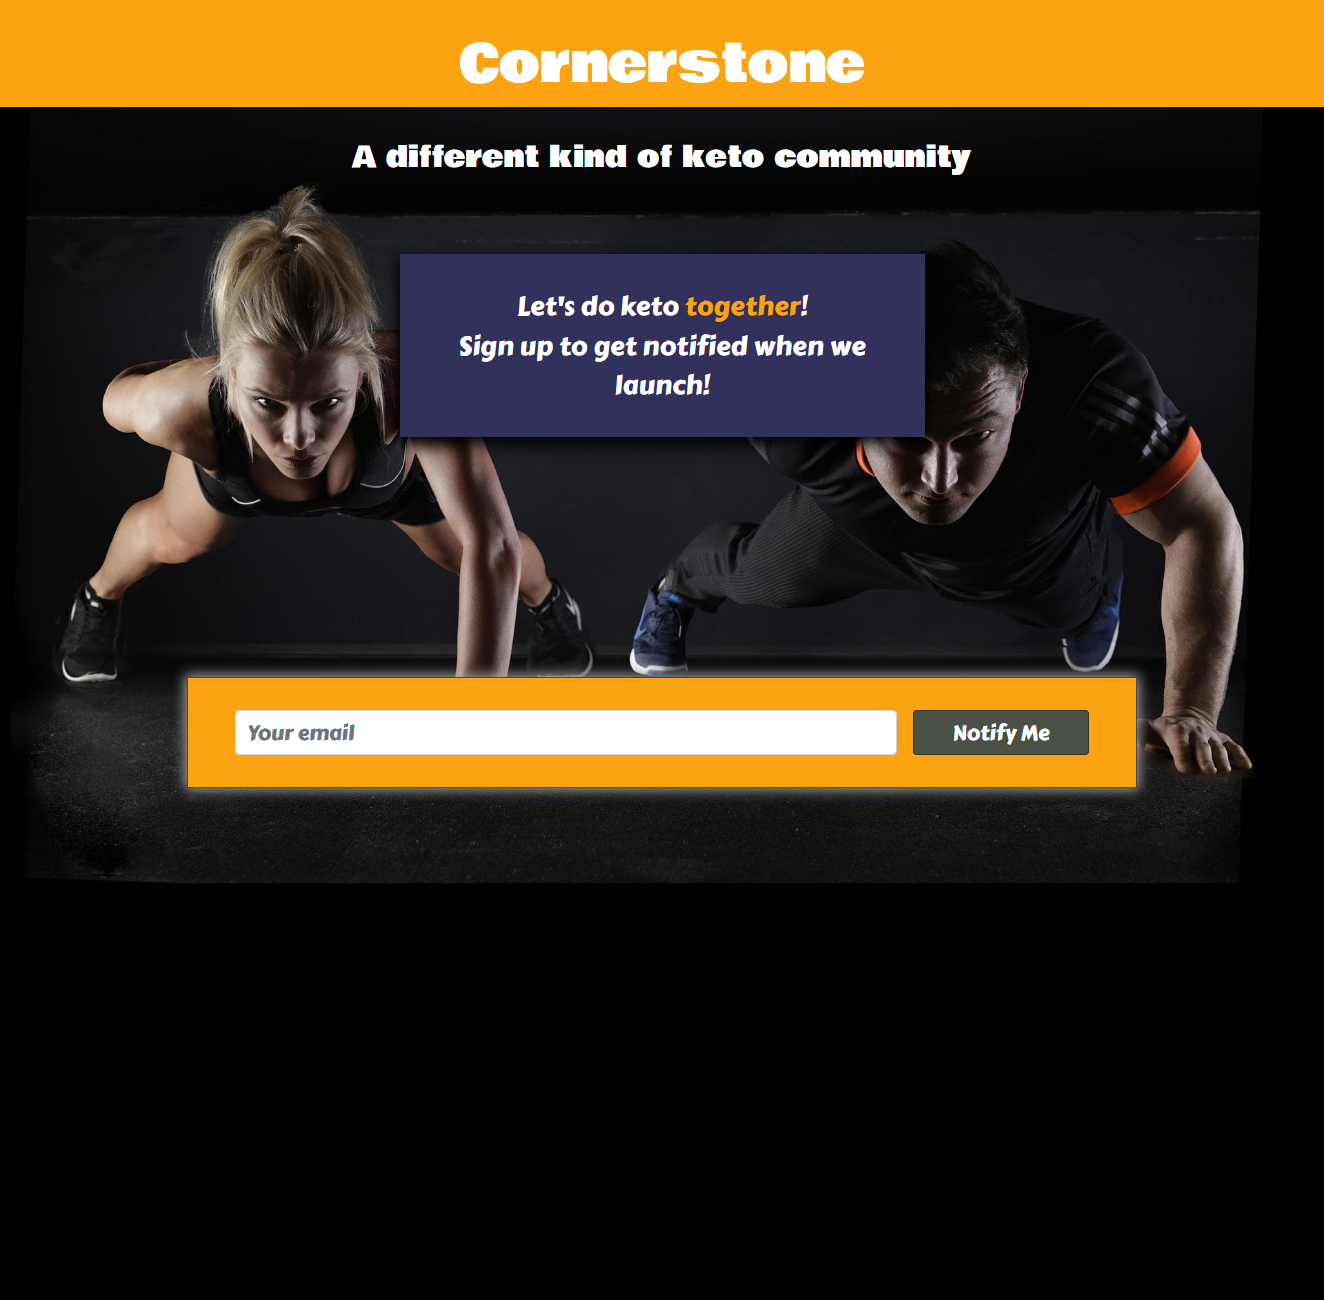 Cornerstone
A different kind of keto community
Let's do keto together!
Sign up to get notified when we
launch!
Your email
Notify Me